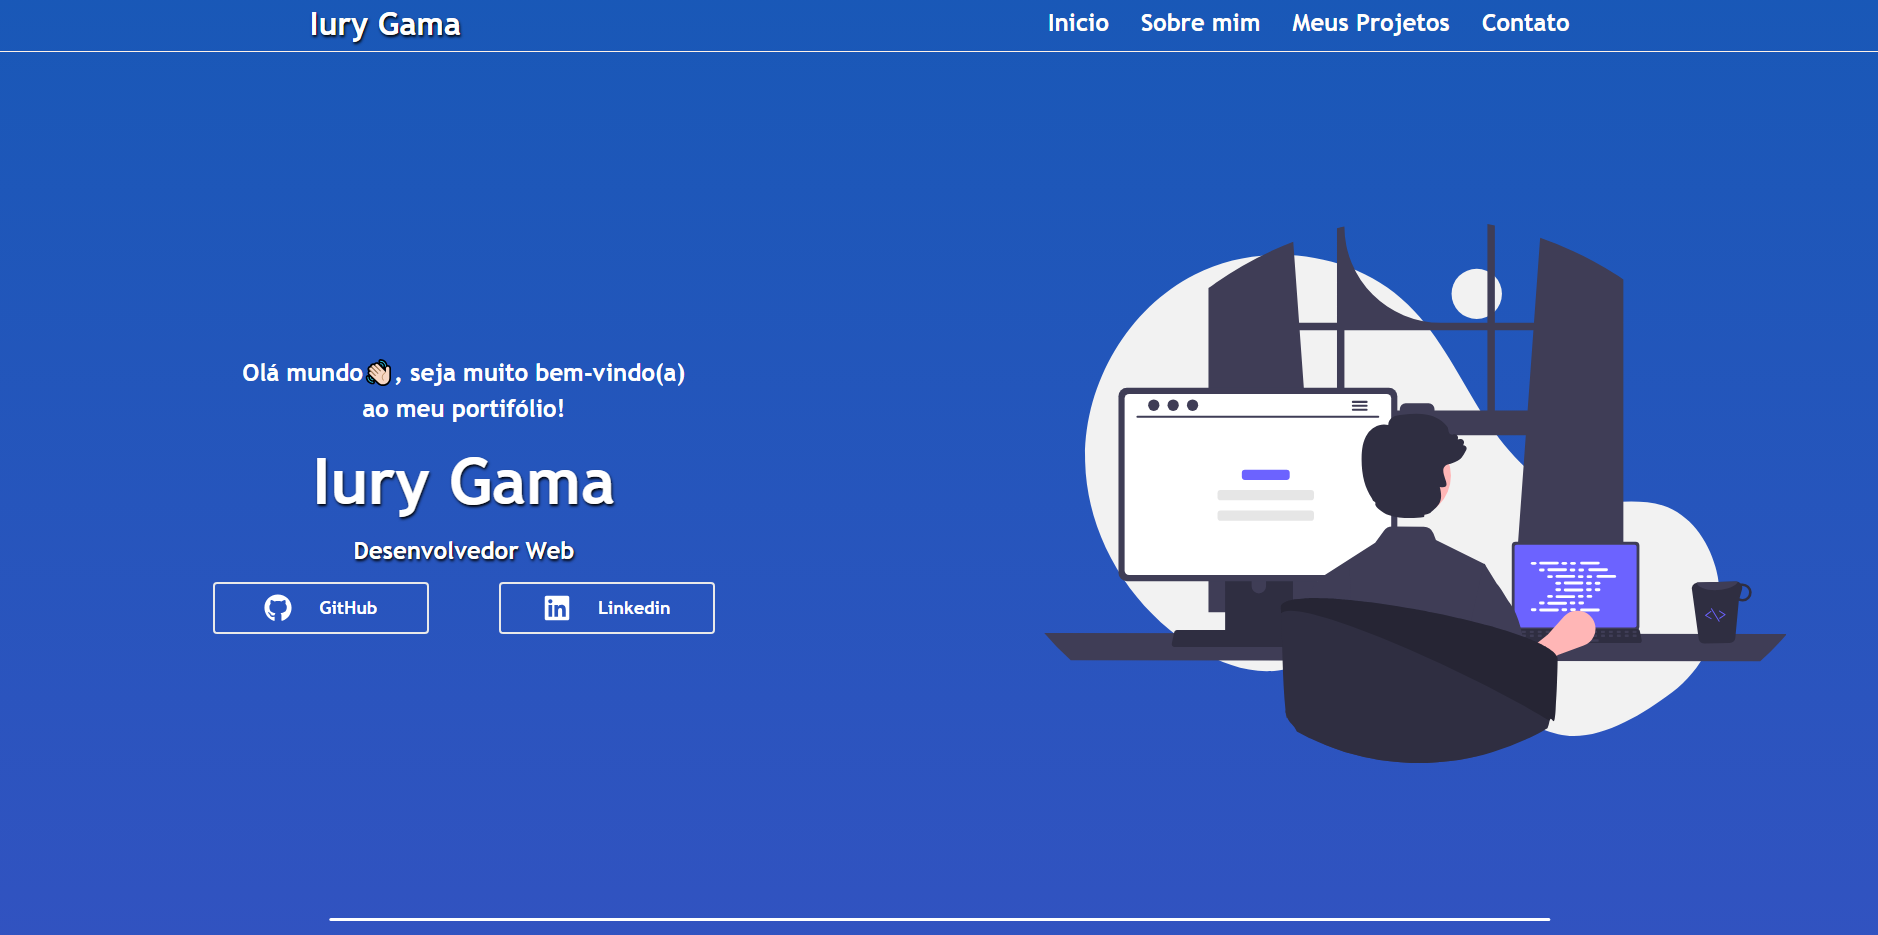 Iury Gama
Inicio Sobre mim Meus Projetos Contato
Olá mundo👋🏻, seja muito bem-vindo(a)
ao meu portifólio!
Iury Gama
Desenvolvedor Web
GitHub Linkedin
<\>